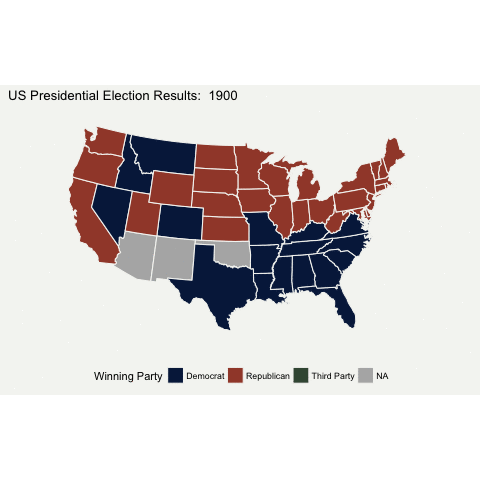 US Presidential Election Results:  1900
Winning Party Democrat Republican Third Party NA